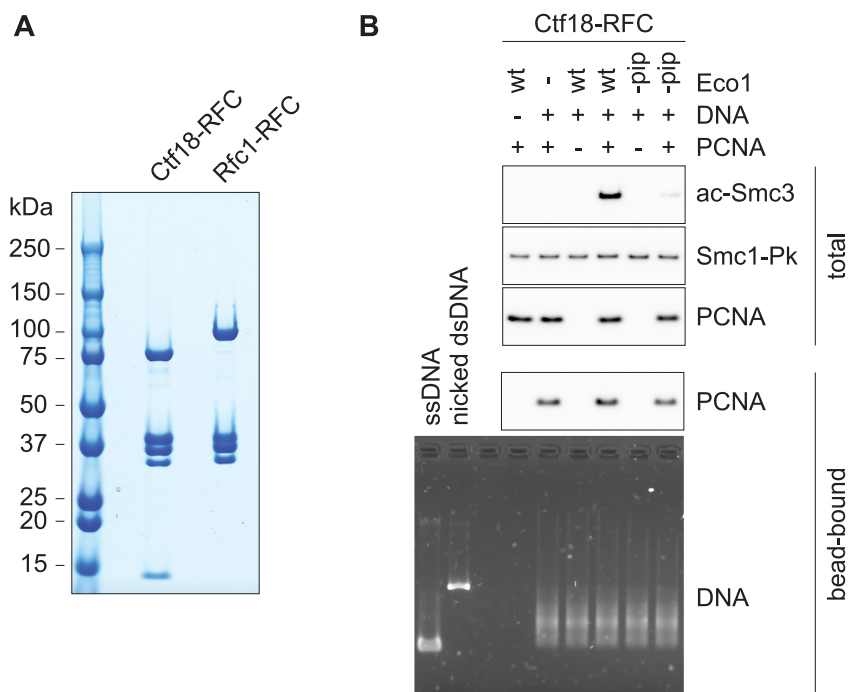 A
Ctf18-RFC
Rfc1-RFC
kDa
250
150
100
75
50
37
25
20
15
B
Ctf18-RFC
wt - wt wt -pip -pip Eco1
- + + + + + DNA
+ + - + - + PCNA
ac-Smc3
Smc1-Pk
PCNA
total
ssDNA
nicked dsDNA
PCNA
DNA
bead-bound